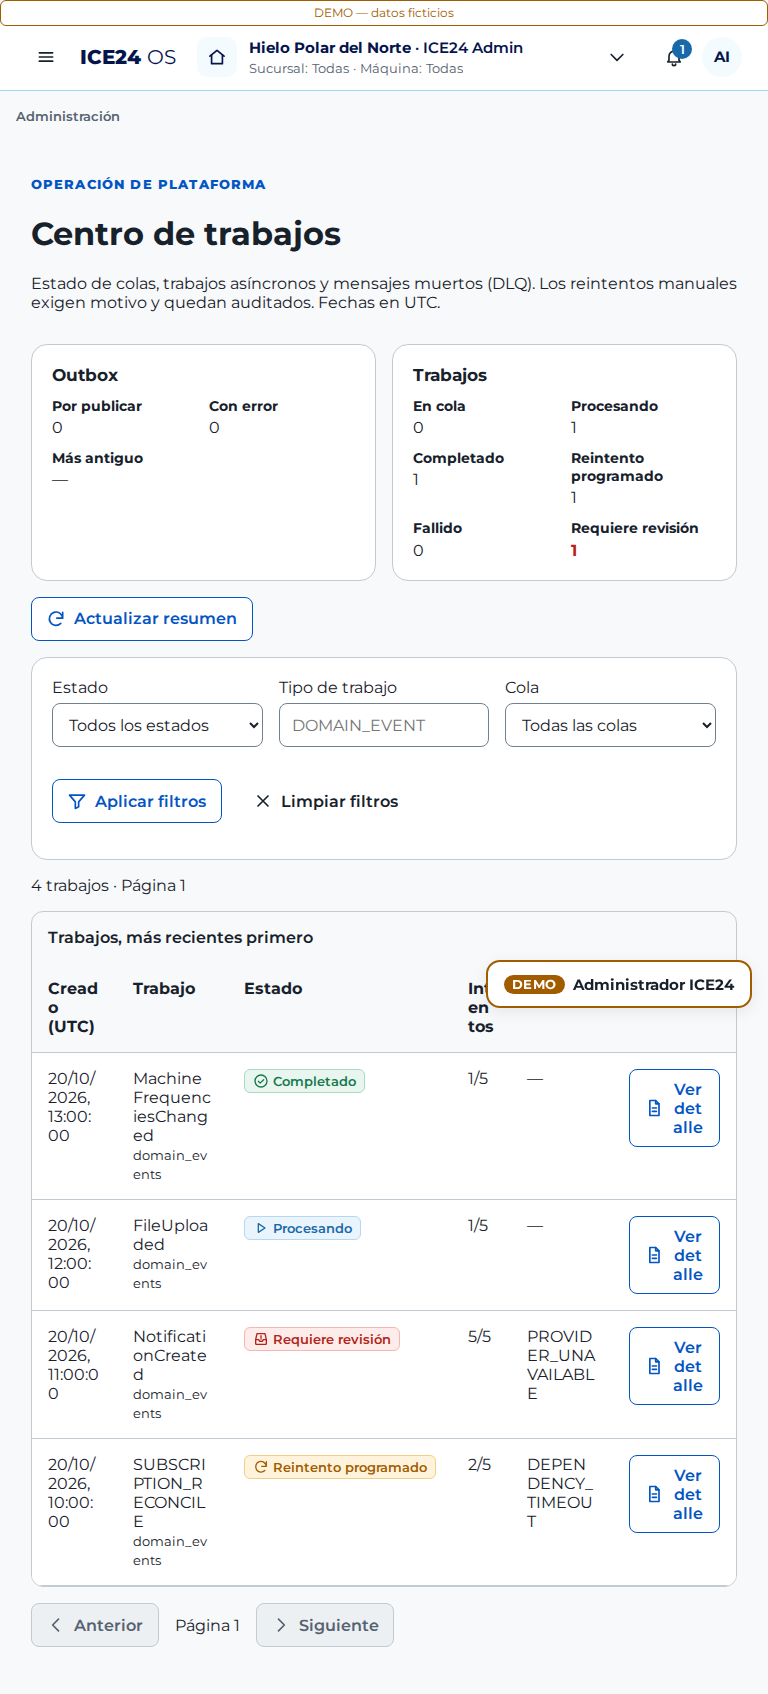 DEMO — datos ficticios
ICE24 OS
Hielo Polar del Norte · ICE24 Admin
Sucursal: Todas · Máquina: Todas
1
AI
Administración
OPERACIÓN DE PLATAFORMA
Centro de trabajos
Estado de colas, trabajos asíncronos y mensajes muertos (DLQ). Los reintentos manuales
exigen motivo y quedan auditados. Fechas en UTC.
Outbox
Por publicar
0
Con error
0
Más antiguo
—
Trabajos
En cola
0
Procesando
1
Completado
1
Reintento
programado
1
Fallido
0
Requiere revisión
1
Actualizar resumen
Estado
Todos los estados
Tipo de trabajo
DOMAIN_EVENT
Cola
Todas las colas
Aplicar filtros
Limpiar filtros
4 trabajos · Página 1
Trabajos, más recientes primero
Cread
o
(UTC)
Trabajo
Estado
Int
en
tos
DEMO Administrador ICE24
20/10/
2026,
13:00:
00
Machine
Frequenc
iesChang
ed
domain_ev
ents
Completado
1/5
—
Ver
det
alle
20/10/
2026,
12:00:
00
FileUploa
ded
domain_ev
ents
Procesando
1/5
—
Ver
det
alle
20/10/
2026,
11:00:0
0
Notificati
onCreate
d
domain_ev
ents
Requiere revisión
5/5
PROVID
ER_UNA
VAILABL
E
Ver
det
alle
20/10/
2026,
10:00:
00
SUBSCRI
PTION_R
ECONCIL
E
domain_ev
ents
Reintento programado
2/5
DEPEN
DENCY_
TIMEOU
T
Ver
det
alle
Anterior
Página 1
Siguiente